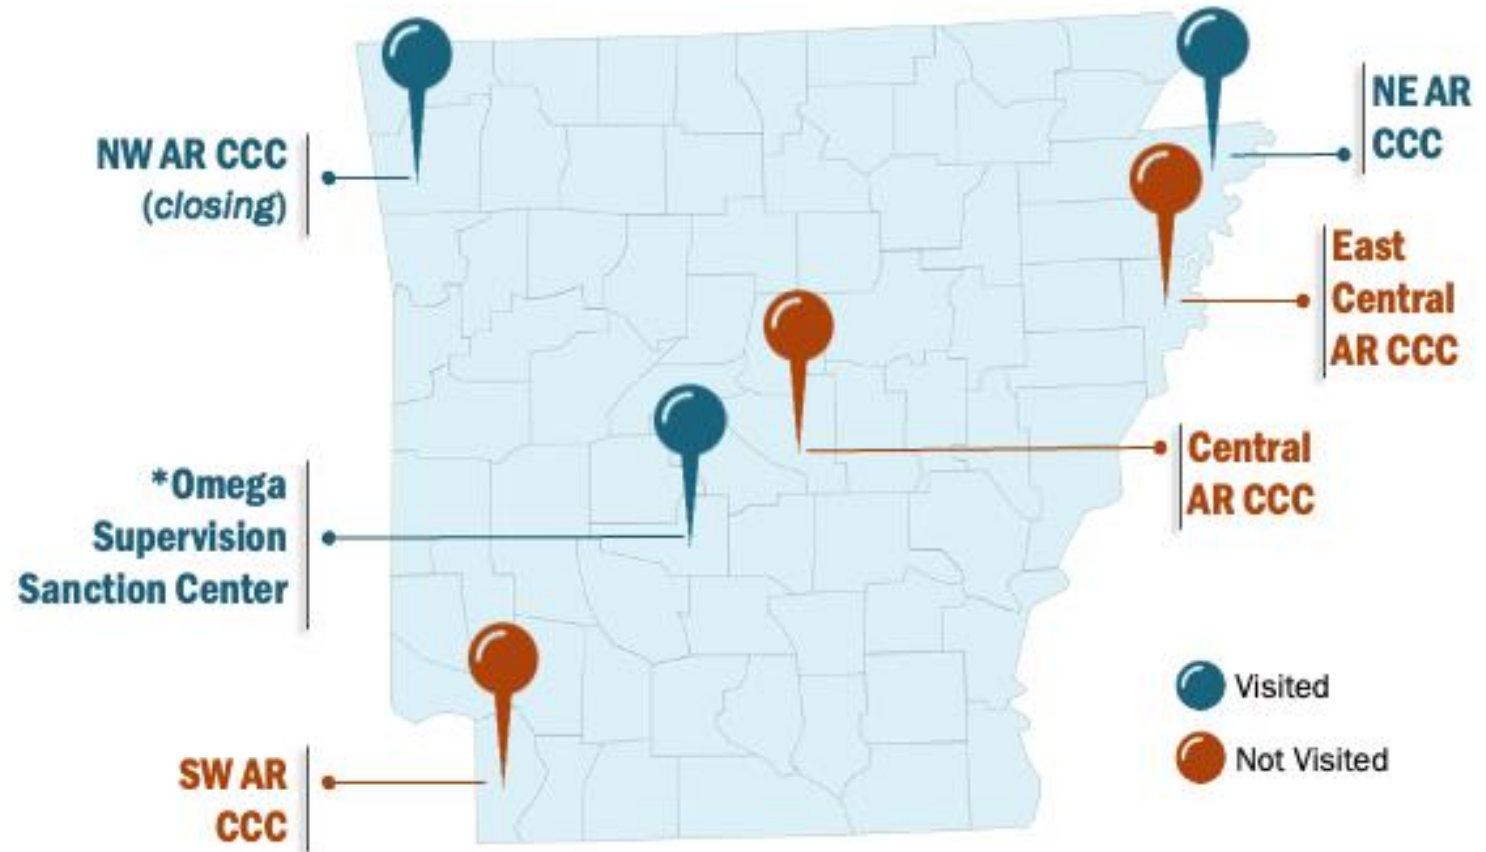 NW AR CCC
(closing)
NE AR
CCC
East
Central
AR CCC
Central
AR CCC
*Omega
Supervision
Sanction Center
SW AR
CCC
Visited
Not Visited